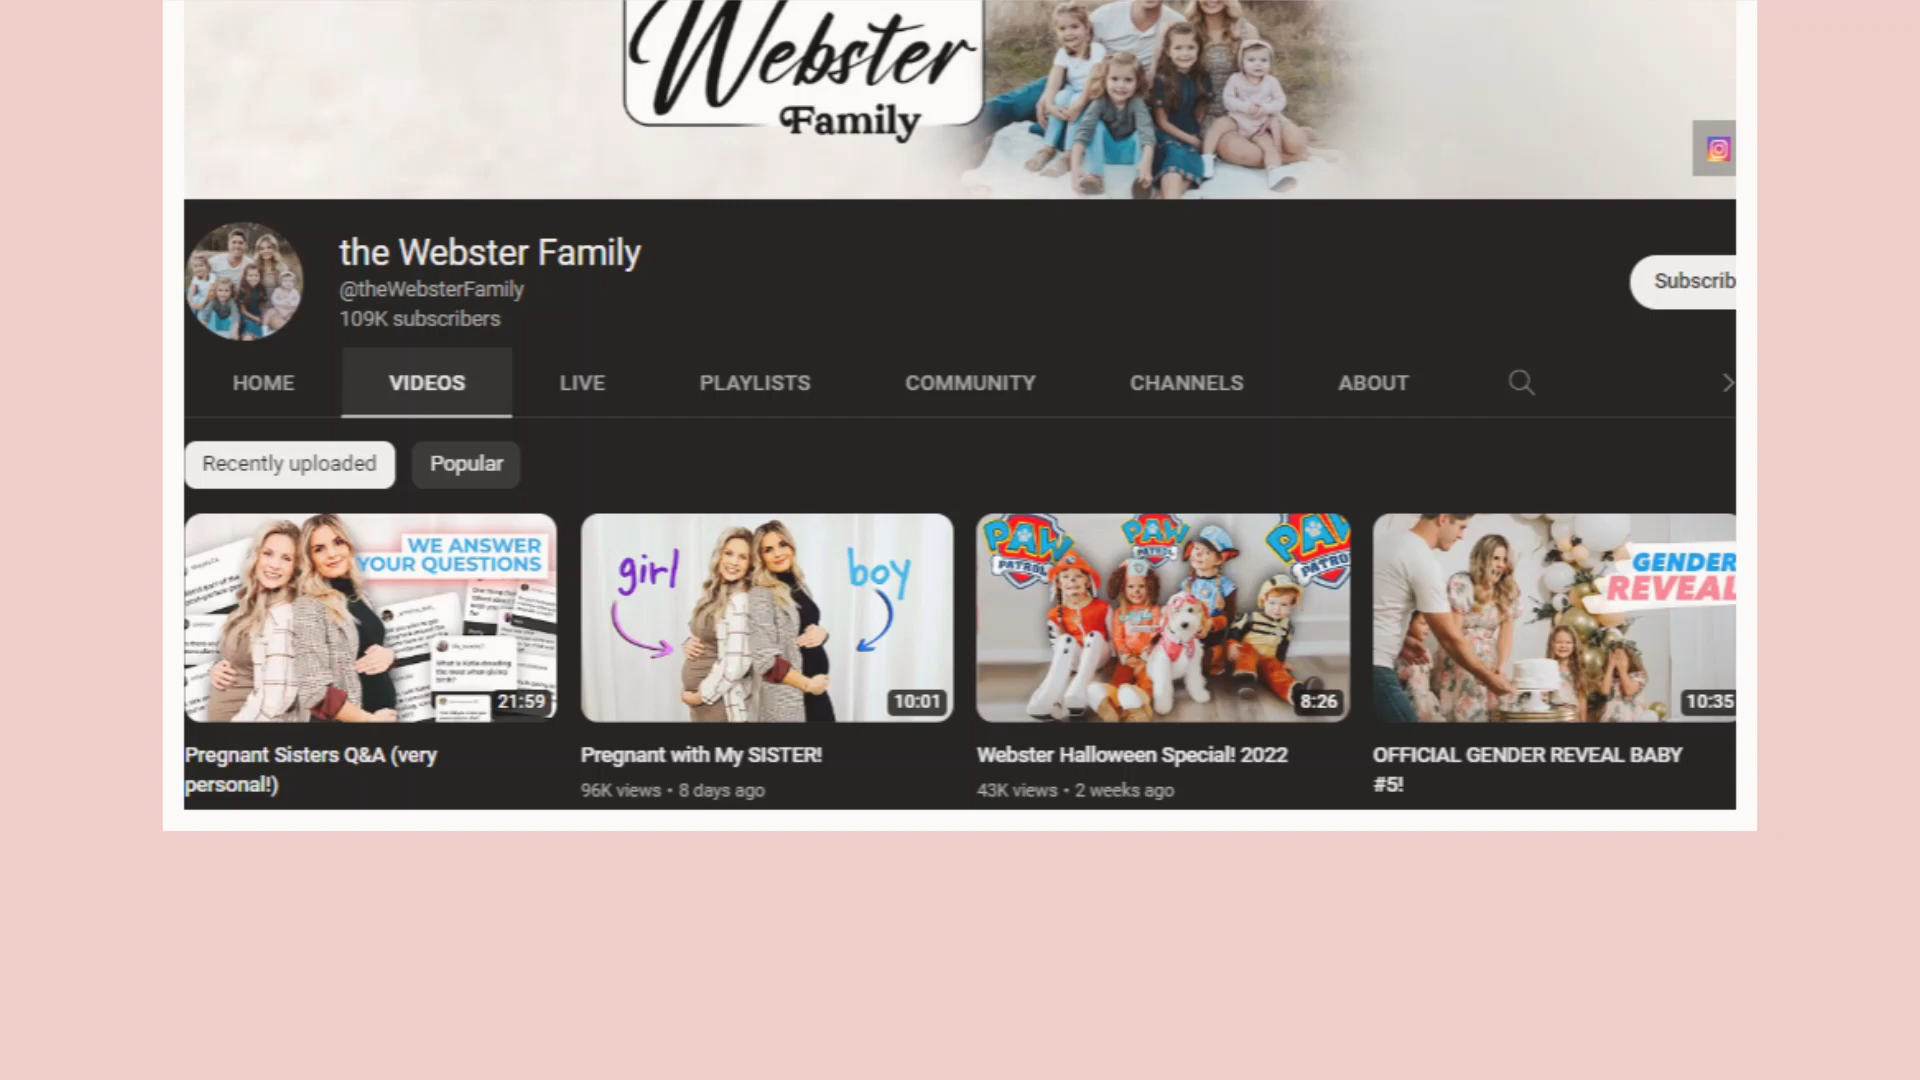 Webster
Family
the Webster Family
@theWebsterFamily
109K subscribers
Subscrib
HOME
VIDEOS
LIVE
PLAYLISTS
COMMUNITY
CHANNELS
ABOUT
Recently uploaded
Popular
WE ANSWER
YOUR QUESTIONS
21:59
girl
boy
10:01
PAW
PATROL
PAW
PATROL
PAW
PATROL
8:26
GENDER
REVEAL
10:35
Pregnant Sisters Q&A (very
personal!)
Pregnant with My SISTER!
96K views • 8 days ago
Webster Halloween Special! 2022
43K views • 2 weeks ago
OFFICIAL GENDER REVEAL BABY
#5!